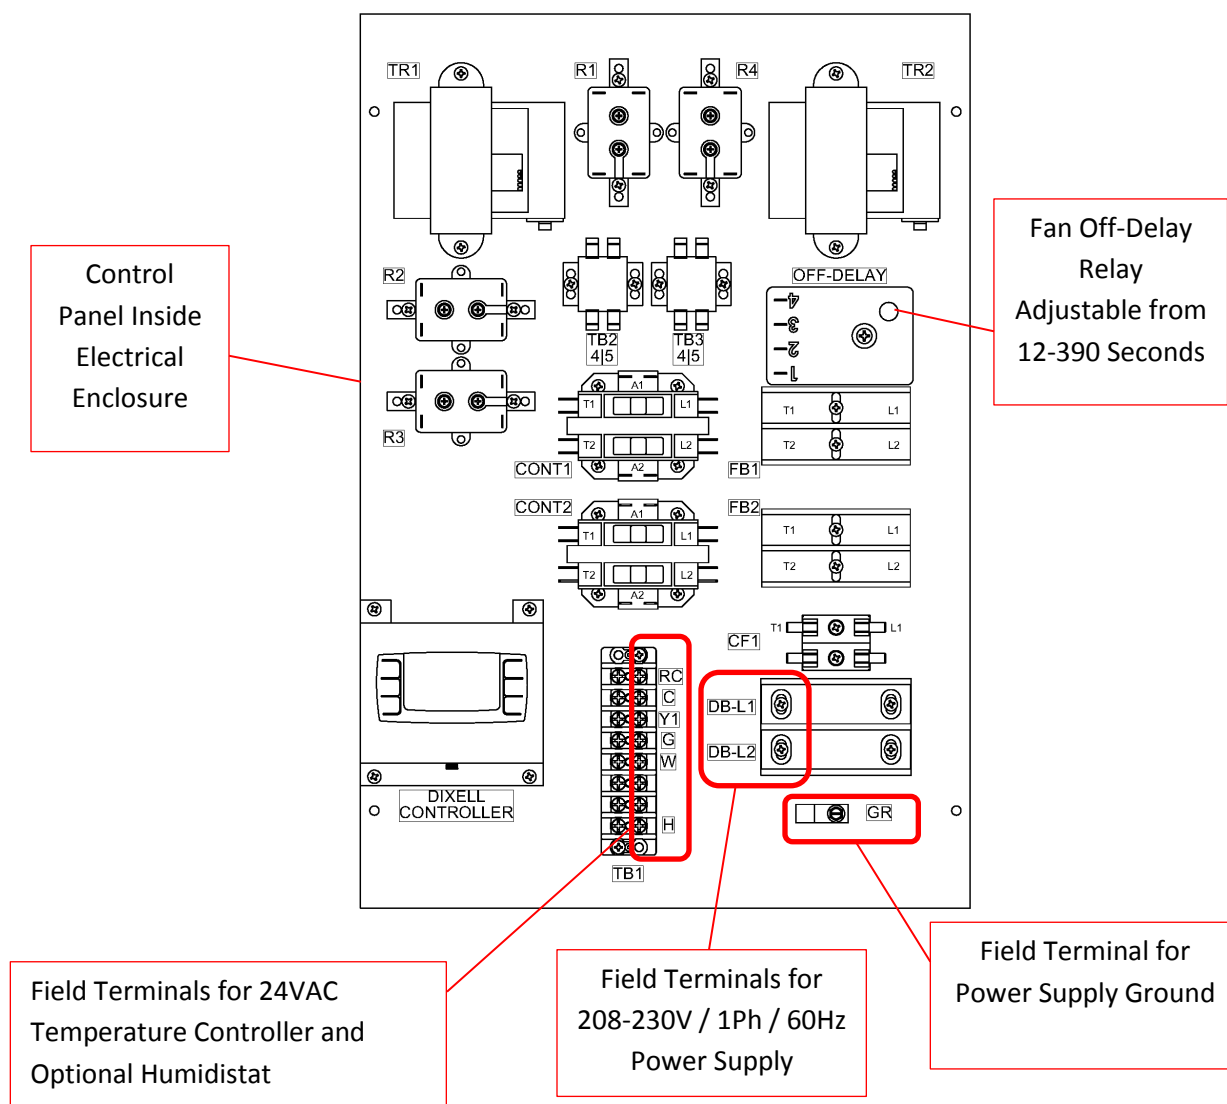 TR1
R1
R4
TR2
Fan Off-Delay
Relay
Adjustable from
12-390 Seconds
Control
Panel Inside
Electrical
Enclosure
R2
OFF-DELAY
4
3
2
1
TB2
4|5
TB3
4|5
R3
A1
T1
L1
T2
L2
A2
CONT1
T1
L1
T2
L2
FB1
CONT2
A1
T1
L1
T2
L2
A2
FB2
T1
L1
T2
L2
CF1
T1
L1
RC
C
Y1
G
W
H
TB1
DB-L1
DB-L2
GR
DIXELL
CONTROLLER
Field Terminals for 24VAC
Temperature Controller and
Optional Humidistat
Field Terminals for
208-230V / 1Ph / 60Hz
Power Supply
Field Terminal for
Power Supply Ground